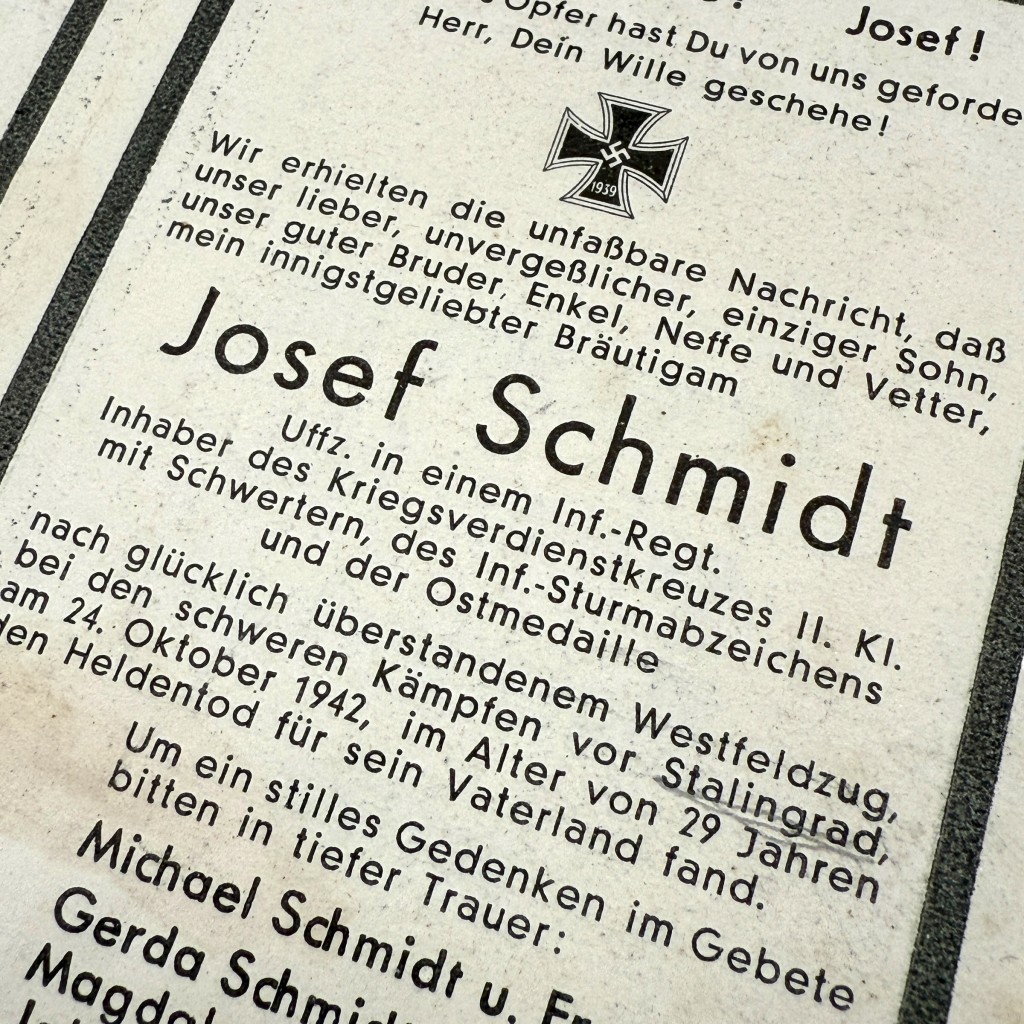 Josef!
Opfer hast Du von uns geforde
Herr, Dein Wille geschehe!
1939
Wir erhielten die unfaßbare Nachricht, daß
unser lieber, unvergeßlicher, einziger Sohn,
unser guter Bruder, Enkel, Neffe und Vetter,
mein innigstgeliebter Bräutigam
Josef Schmidt
Uffz. in einem Inf.-Regt.
Inhaber des Kriegsverdienstkreuzes II. Kl.
mit Schwertern, des Inf.-Sturmabzeichens
und der Ostmedaille
nach glücklich überstandenem Westfeldzug,
bei den schweren Kämpfen vor Stalingrad,
am 24. Oktober 1942, im Alter von 29 Jahren
den Heldentod für sein Vaterland fand.
Um ein stilles Gedenken im Gebete
bitten in tiefer Trauer:
Michael Schmidt u. Fr
Gerda Schmid
Magdal